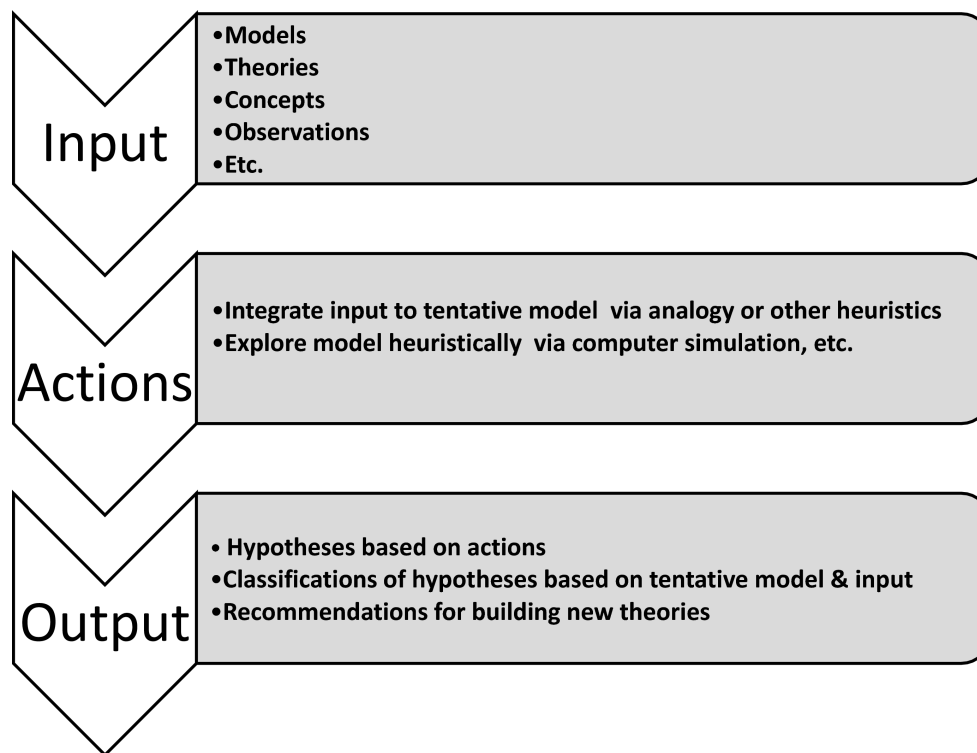 Input
•Models
•Theories
•Concepts
•Observations
•Etc.
Actions
•Integrate input to tentative model  via analogy or other heuristics
•Explore model heuristically  via computer simulation, etc.
Output
• Hypotheses based on actions
•Classifications of hypotheses based on tentative model & input
•Recommendations for building new theories